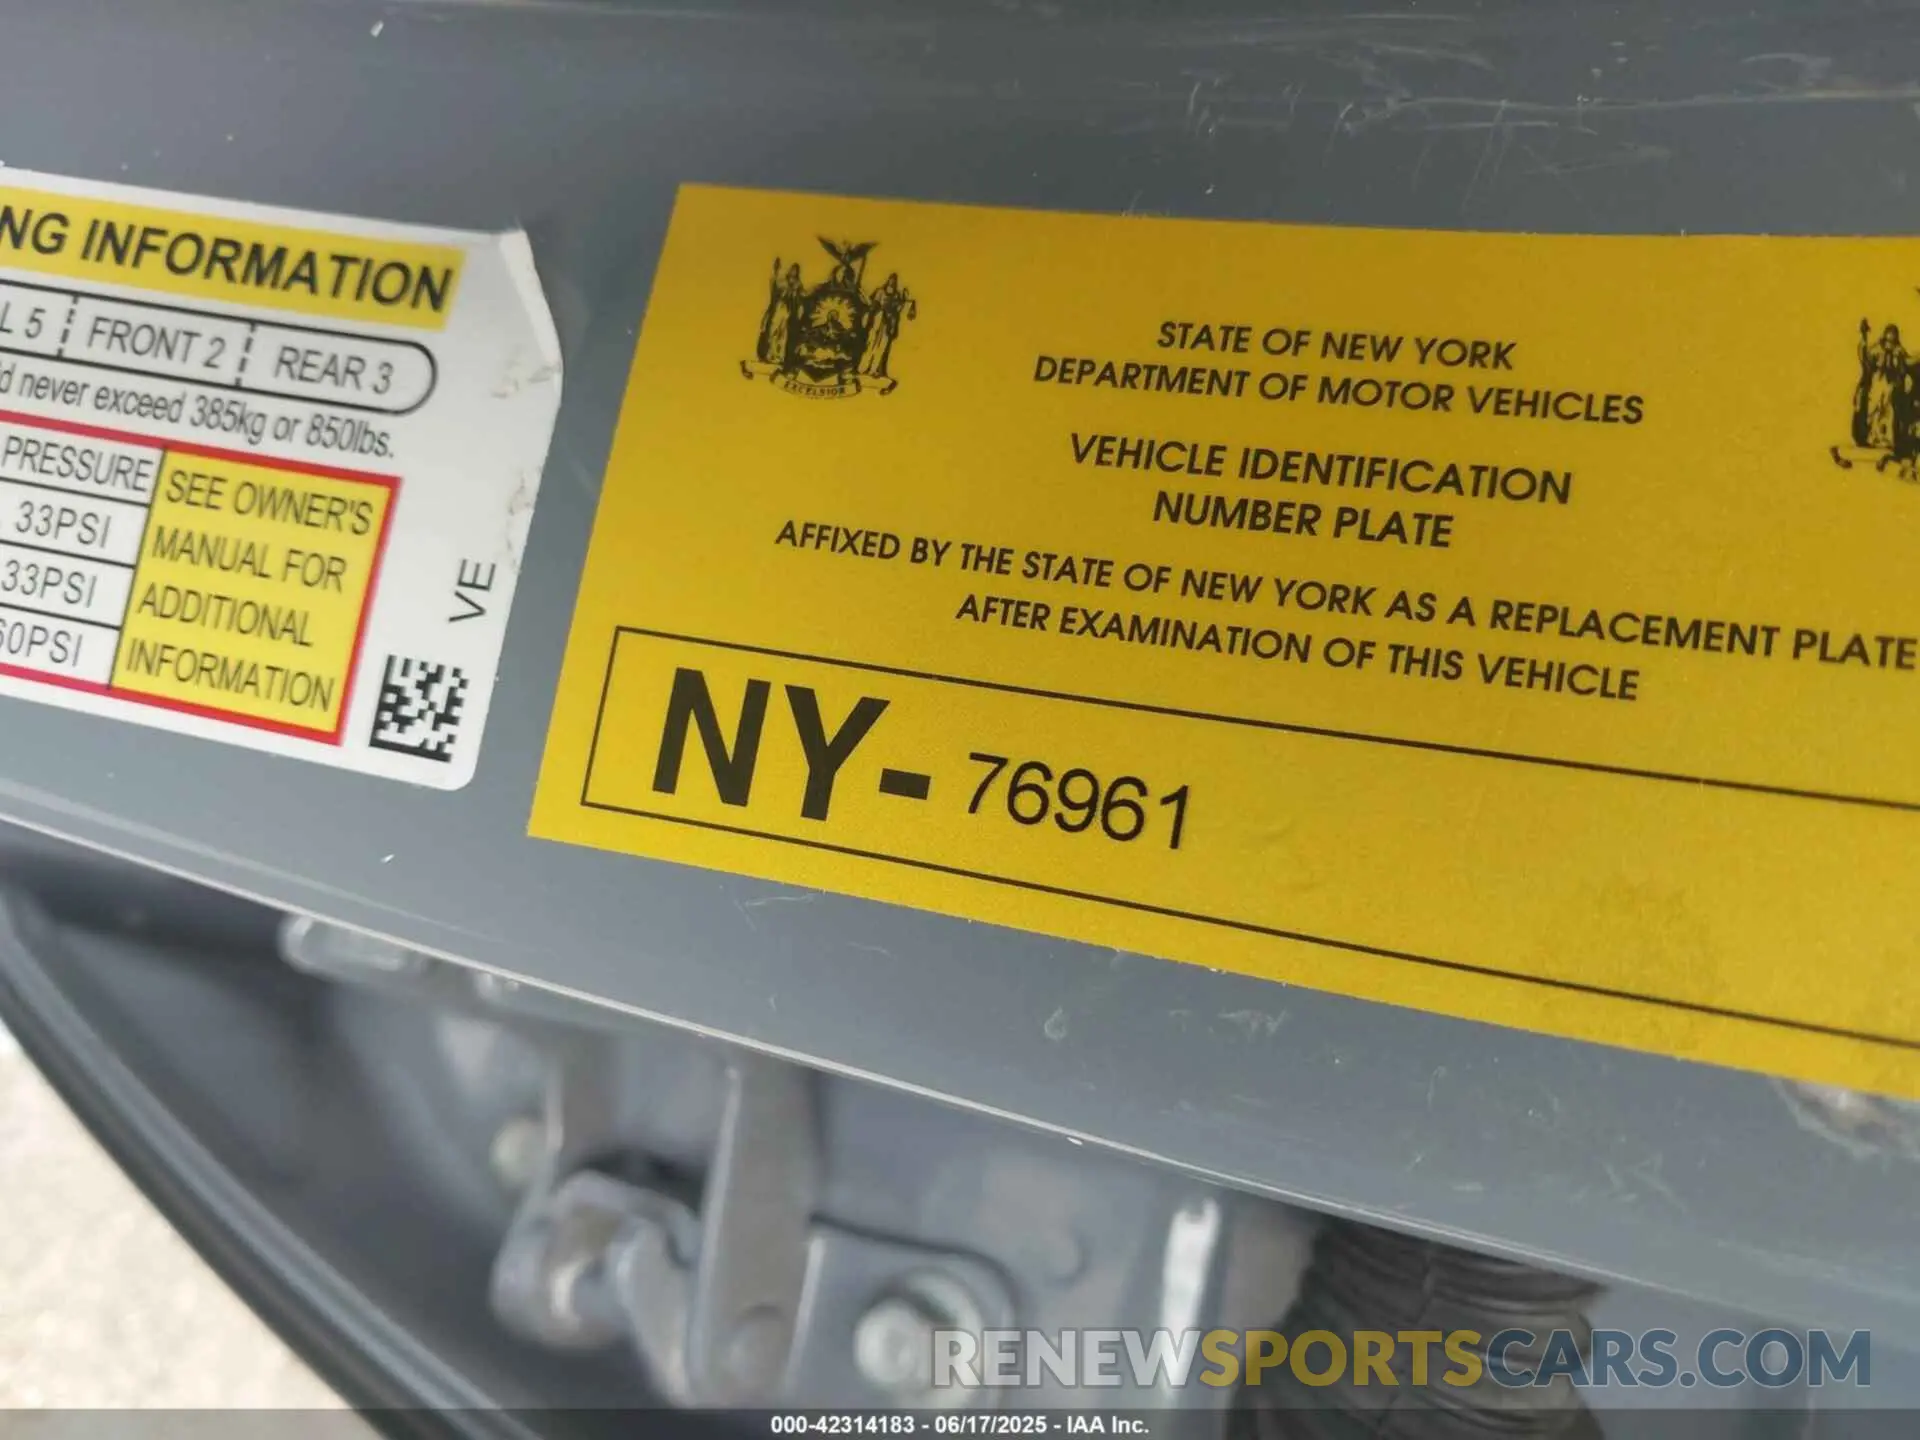 NG INFORMATION
L 5 FRONT 2 REAR 3
d never exceed 385kg or 850lbs.
PRESSURE
33PSI
33PSI
60PSI
SEE OWNER'S
MANUAL FOR
ADDITIONAL
INFORMATION
VE
EXCELSIOR
STATE OF NEW YORK
DEPARTMENT OF MOTOR VEHICLES
VEHICLE IDENTIFICATION
NUMBER PLATE
AFFIXED BY THE STATE OF NEW YORK AS A REPLACEMENT PLATE
AFTER EXAMINATION OF THIS VEHICLE
NY-76961
RENEWSPORTSCARS.COM
000-42314183 - 06/17/2025 - IAA Inc.